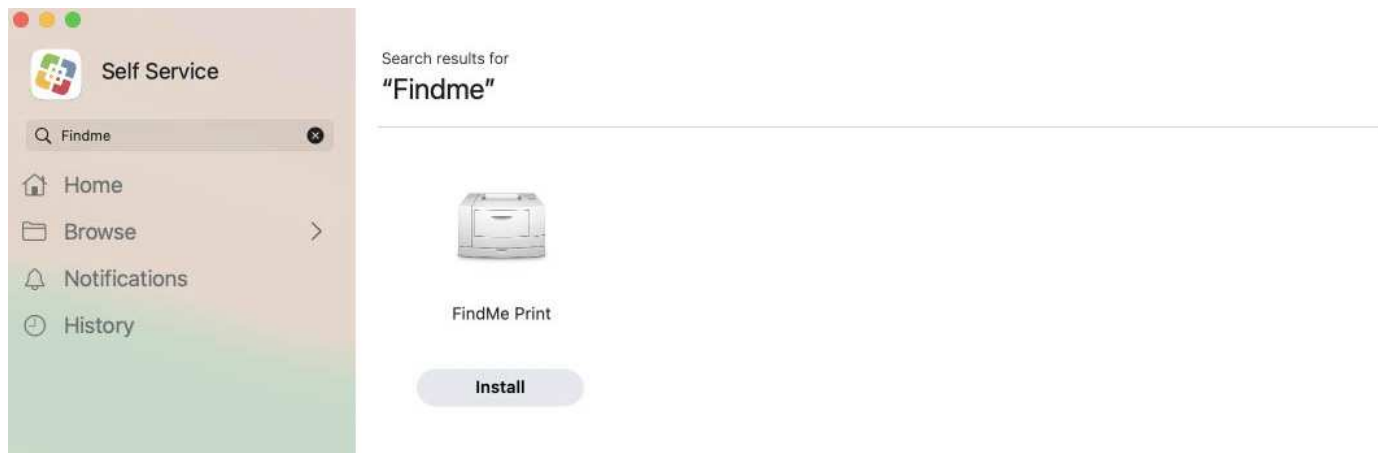 Self Service
Findme
Home
Browse
Notifications
History
Search results for
“Findme”
FindMe Print
Install